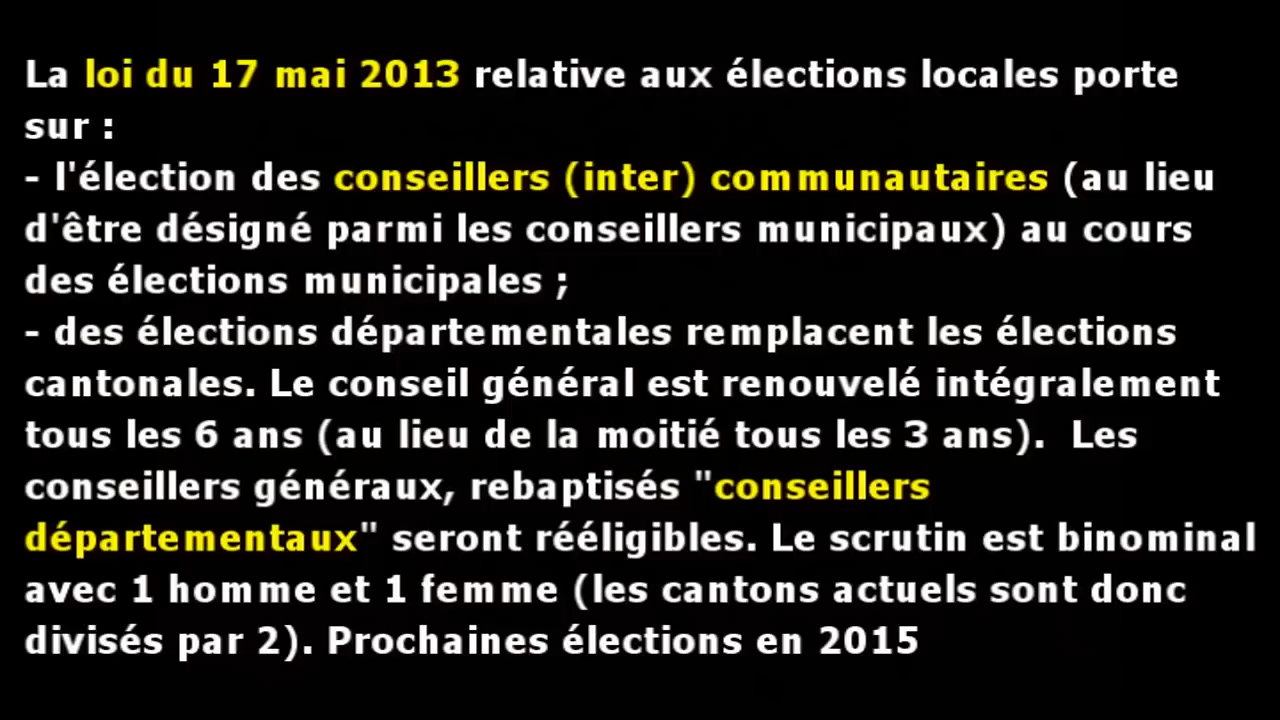 La loi du 17 mai 2013 relative aux élections locales porte
sur :
- l'élection des conseillers (inter) communautaires (au lieu
d'être désigné parmi les conseillers municipaux) au cours
des élections municipales ;
- des élections départementales remplacent les élections
cantonales. Le conseil général est renouvelé intégralement
tous les 6 ans (au lieu de la moitié tous les 3 ans).  Les
conseillers généraux, rebaptisés "conseillers
départementaux" seront rééligibles. Le scrutin est binominal
avec 1 homme et 1 femme (les cantons actuels sont donc
divisés par 2). Prochaines élections en 2015